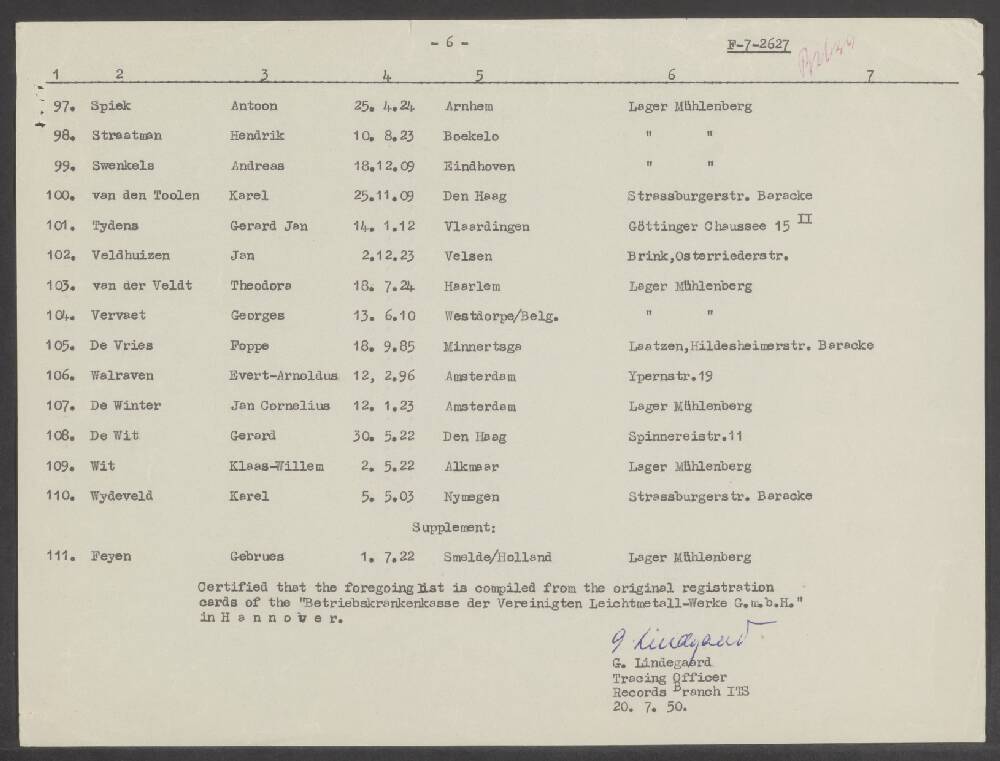 - 6 -
F-7-2627
1 2 3 4 5 6 7
97. Spiek Antoon 25. 4.24 Arnhem Lager Mühlenberg
98. Straatman Hendrik 10. 8.23 Boekelo " "
99. Swenkels Andreas 18.12.09 Eindhoven " "
100. van den Toolen Karel 25.11.09 Den Haag Strassburgerstr. Baracke
101. Tydens Gerard Jan 14. 1.12 Vlaardingen Göttinger Chaussee 15 II
102. Veldhuizen Jan 2.12.23 Velsen Brink,Osterriederstr.
103. van der Veldt Theodora 18. 7.24 Haarlem Lager Mühlenberg
104. Vervaet Georges 13. 6.10 Westdorpe/Belg. " "
105. De Vries Foppe 18. 9.85 Minnertsga Laatzen,Hildesheimerstr. Baracke
106. Walraven Evert-Arnoldus 12, 2.96 Amsterdam Ypernstr.19
107. De Winter Jan Cornelius 12. 1.23 Amsterdam Lager Mühlenberg
108. De Wit Gerard 30. 5.22 Den Haag Spinnereistr.11
109. Wit Klaas-Willem 2. 5.22 Alkmaar Lager Mühlenberg
110. Wydeveld Karel 5. 5.03 Nymegen Strassburgerstr. Baracke
Supplement:
111. Feyen Gebrues 1. 7.22 Smelde/Holland Lager Mühlenberg
Certified that the foregoing list is compiled from the original registration
cards of the "Betriebskrankenkasse der Vereinigten Leichtmetall-Werke G.m.b.H."
in H a n n o v e r.
G Lindegaard
G. Lindegaard
Tracing Officer
Records Branch ITS
20. 7. 50.